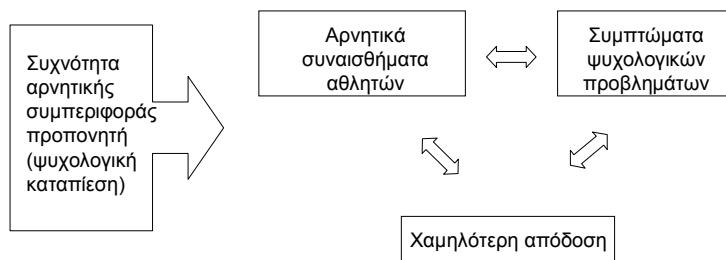 Συχνότητα
αρνητικής
συμπεριφοράς
προπονητή
(ψυχολογική
καταπίεση)
Αρνητικά
συναισθήματα
αθλητών
Συμπτώματα
ψυχολογικών
προβλημάτων
Χαμηλότερη απόδοση